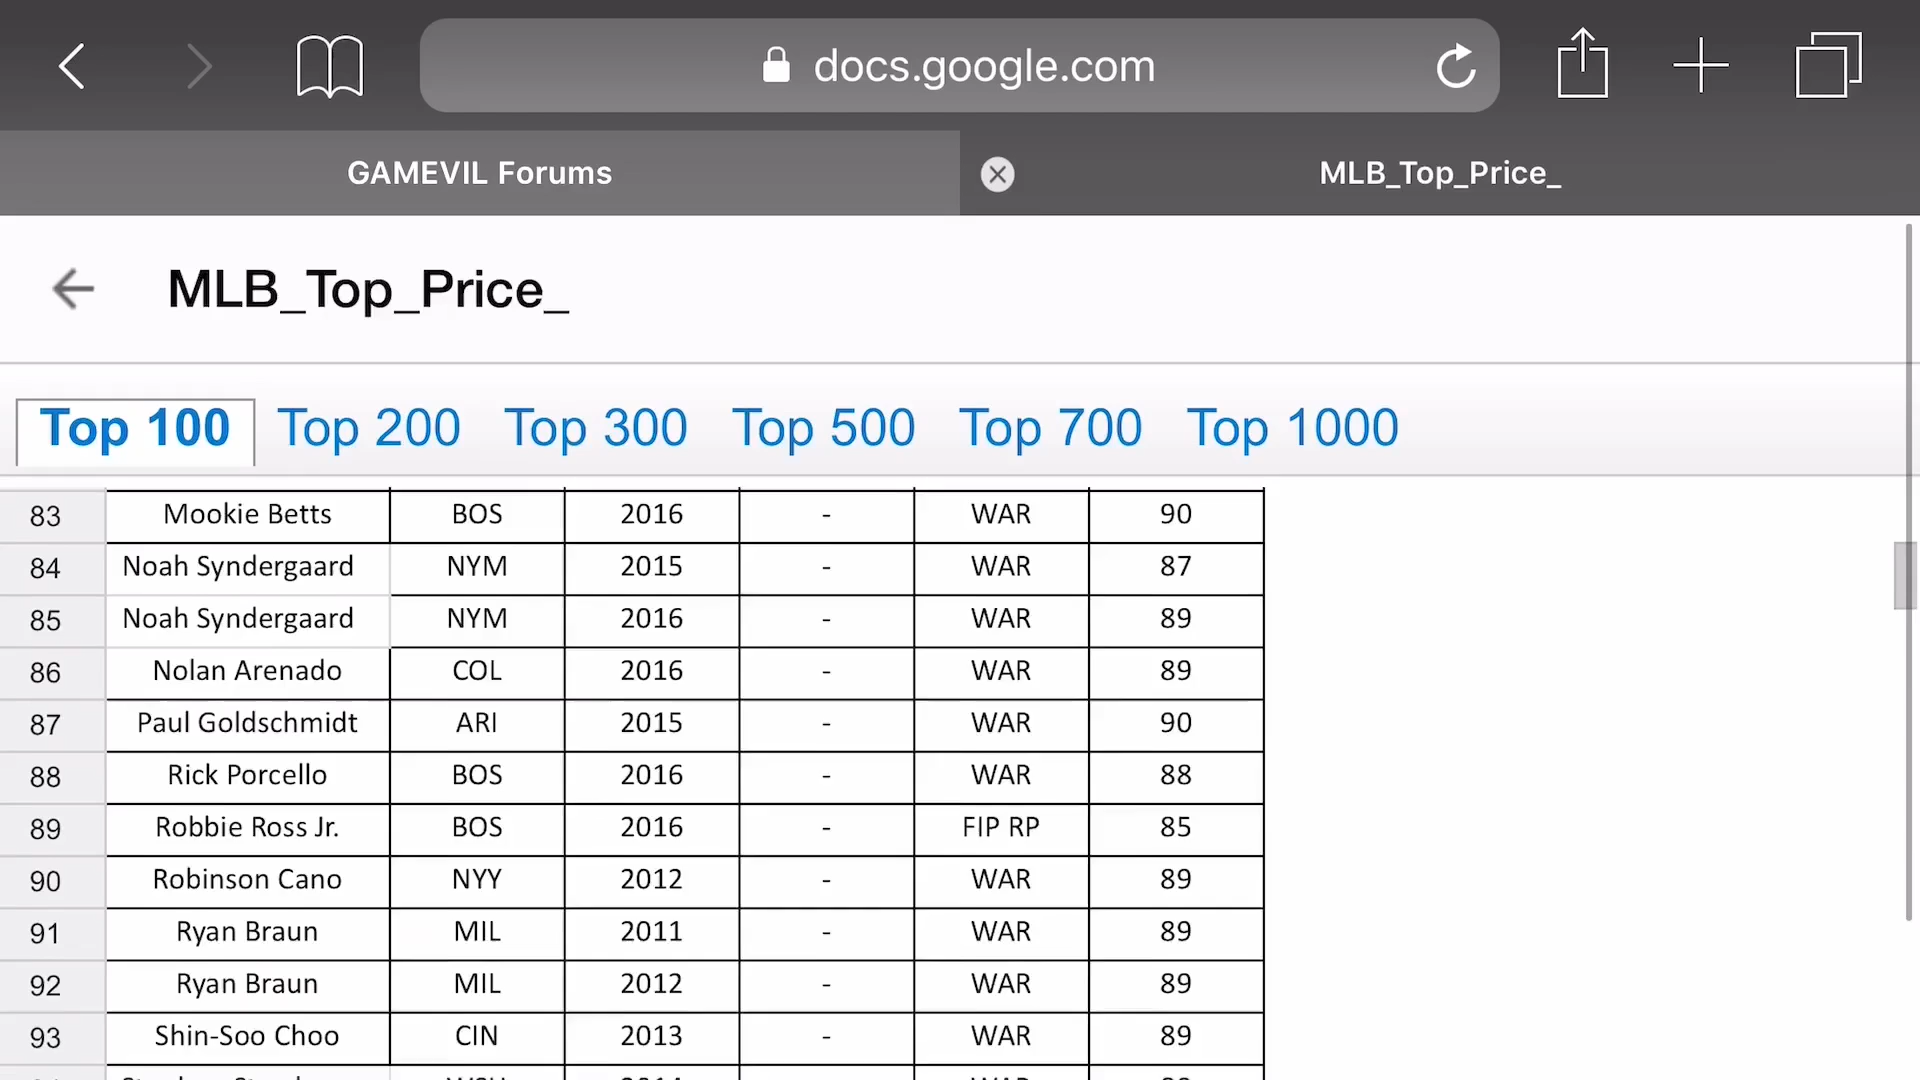 docs.google.com
GAMEVIL Forums MLB_Top_Price_
MLB_Top_Price_
Top 100 Top 200 Top 300 Top 500 Top 700 Top 1000
83 Mookie Betts BOS 2016 - WAR 90
84 Noah Syndergaard NYM 2015 - WAR 87
85 Noah Syndergaard NYM 2016 - WAR 89
86 Nolan Arenado COL 2016 - WAR 89
87 Paul Goldschmidt ARI 2015 - WAR 90
88 Rick Porcello BOS 2016 - WAR 88
89 Robbie Ross Jr. BOS 2016 - FIP RP 85
90 Robinson Cano NYY 2012 - WAR 89
91 Ryan Braun MIL 2011 - WAR 89
92 Ryan Braun MIL 2012 - WAR 89
93 Shin-Soo Choo CIN 2013 - WAR 89